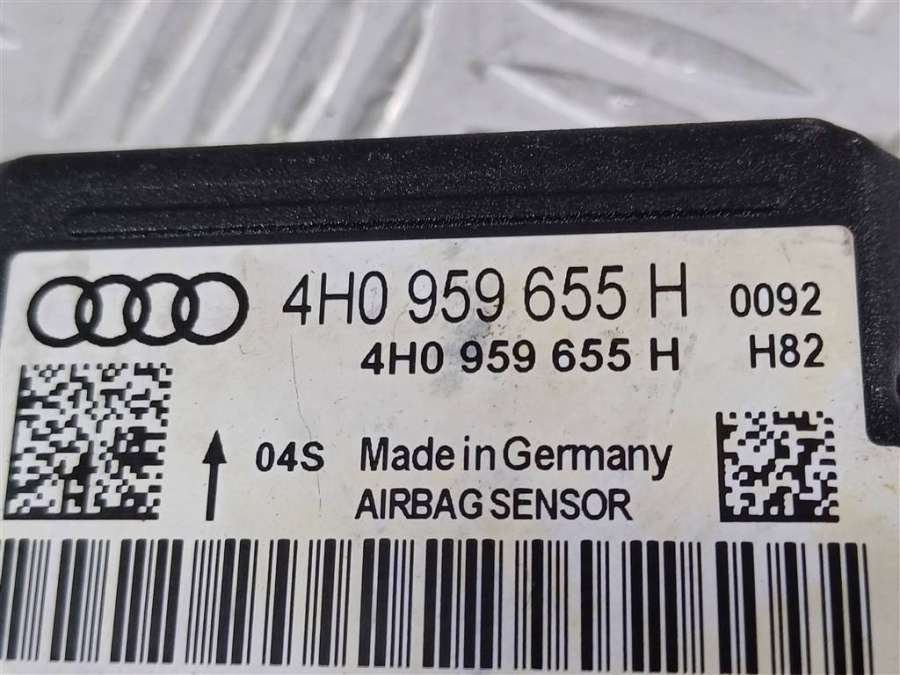 4H0 959 655 H 0092
4H0 959 655 H H82
04S Made in Germany
AIRBAG SENSOR